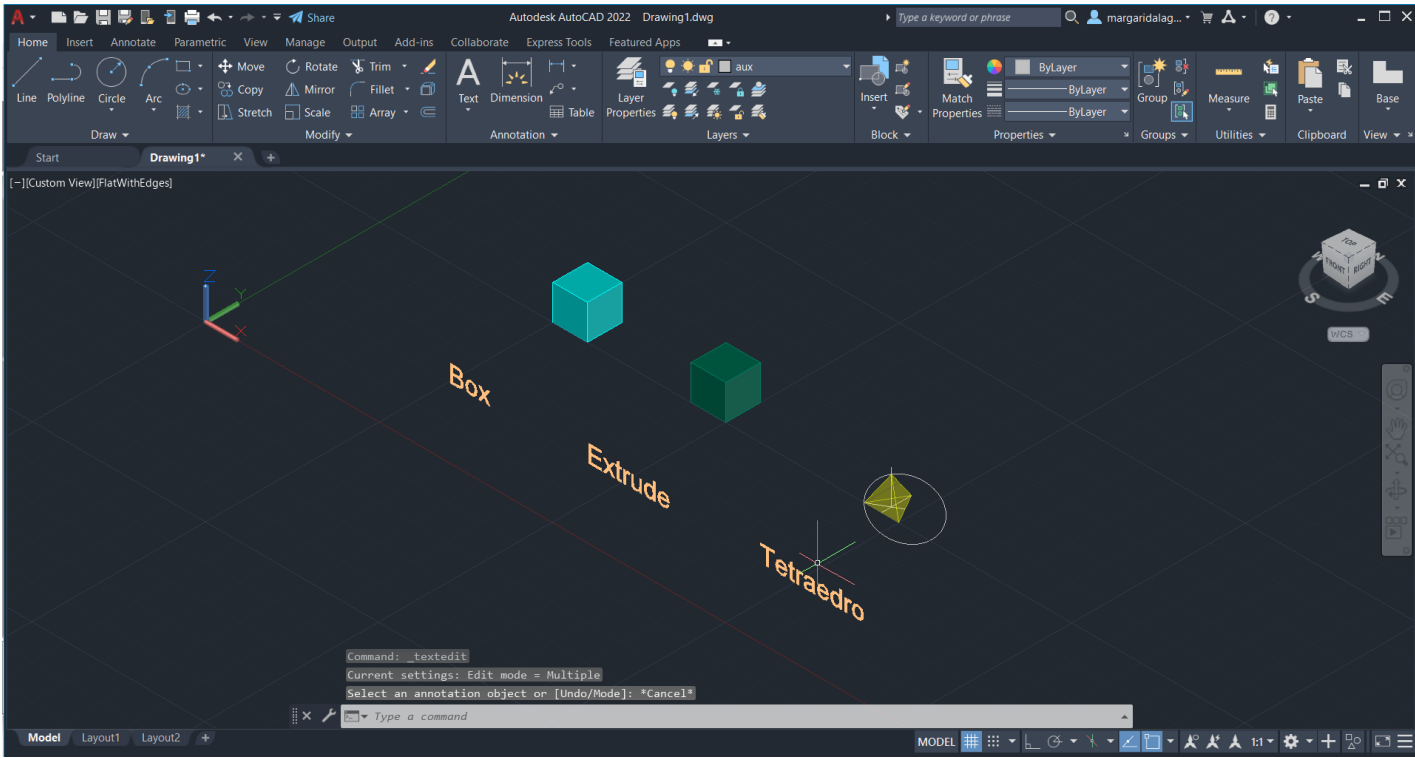 Share
Autodesk AutoCAD 2022 Drawing1.dwg
Type a keyword or phrase
margaridalag...
Home Insert Annotate Parametric View Manage Output Add-ins Collaborate Express Tools Featured Apps
Line Polyline Circle Arc
Move Rotate Trim
Copy Mirror Fillet
Stretch Scale Array
Text Dimension Table
Layer Properties
aux
Insert
Match Properties
ByLayer
ByLayer
ByLayer
Group
Measure
Paste
Base
Draw Modify Annotation Layers Block Properties Groups Utilities Clipboard View
Start Drawing1*
[−][Custom View][FlatWithEdges]
Z
Y
X
TOP
FRONT RIGHT
S E N
WCS
Box
Extrude
Tetraedro
Command: _textedit
Current settings: Edit mode = Multiple
Select an annotation object or [Undo/Mode]: *Cancel*
Type a command
Model Layout1 Layout2 +
MODEL 1:1